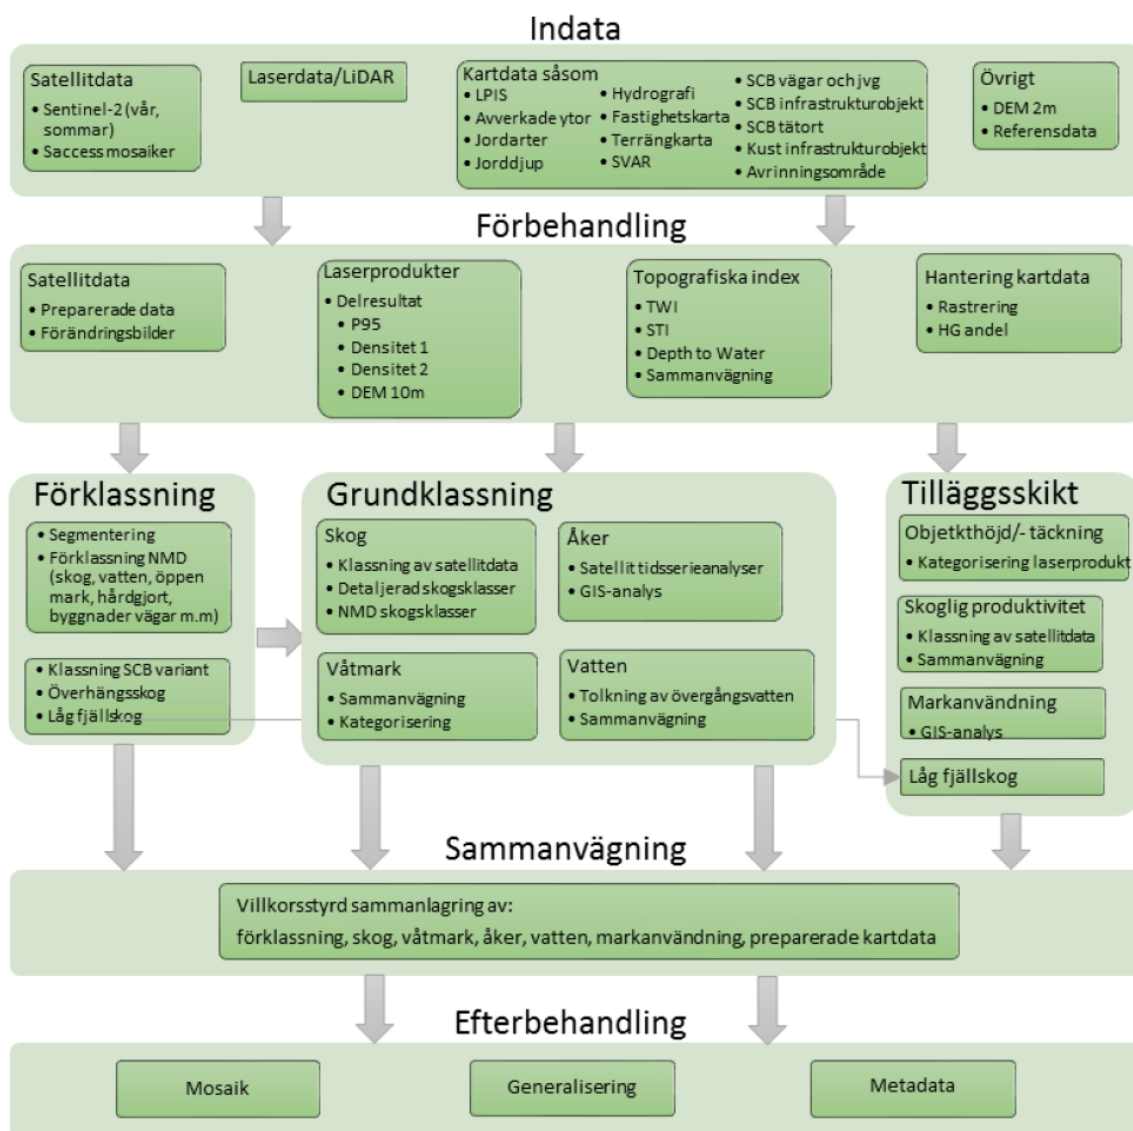 Indata
Satellitdata
• Sentinel-2 (vår,
sommar)
• Saccess mosaiker
Laserdata/LiDAR
Kartdata såsom
• LPIS
• Avverkade ytor
• Jordarter
• Jorddjup
• Hydrografi
• Fastighetskarta
• Terrängkarta
• SVAR
• SCB vägar och jvg
• SCB infrastrukturobjekt
• SCB tätort
• Kust infrastrukturobjekt
• Avrinningsområde
Övrigt
• DEM 2m
• Referensdata
Förbehandling
Satellitdata
• Preparerade data
• Förändringsbilder
Laserprodukter
• Delresultat
• P95
• Densitet 1
• Densitet 2
• DEM 10m
Topografiska index
• TWI
• STI
• Depth to Water
• Sammanvägning
Hantering kartdata
• Rastrering
• HG andel
Förklassning
• Segmentering
• Förklassning NMD
(skog, vatten, öppen
mark, hårdgjort,
byggnader vägar m.m)
• Klassning SCB variant
• Överhängsskog
• Låg fjällskog
Grundklassning
Skog
• Klassning av satellitdata
• Detaljerad skogsklasser
• NMD skogsklasser
Åker
• Satellit tidsserieanalyser
• GIS-analys
Våtmark
• Sammanvägning
• Kategorisering
Vatten
• Tolkning av övergångsvatten
• Sammanvägning
Tilläggsskikt
Objetkthöjd/- täckning
• Kategorisering laserprodukt
Skoglig produktivitet
• Klassning av satellitdata
• Sammanvägning
Markanvändning
• GIS-analys
Låg fjällskog
Sammanvägning
Villkorsstyrd sammanlagring av:
förklassning, skog, våtmark, åker, vatten, markanvändning, preparerade kartdata
Efterbehandling
Mosaik
Generalisering
Metadata